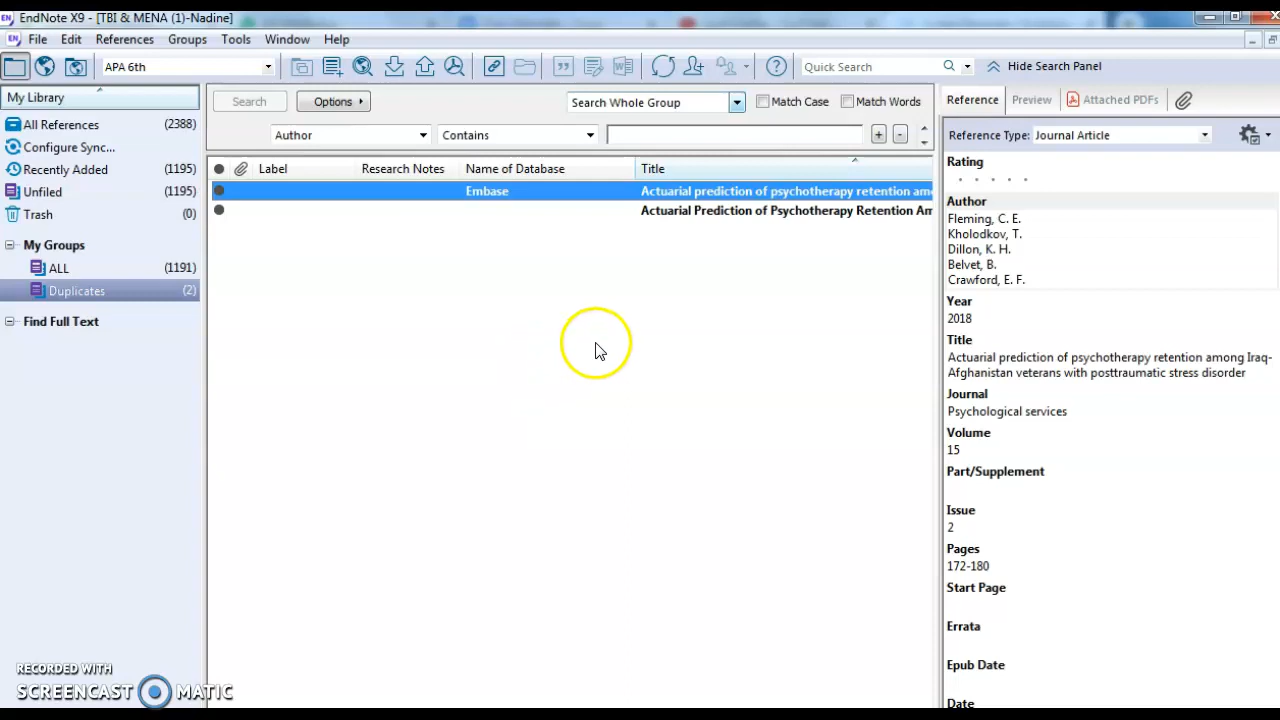 EndNote X9 - [TBI & MENA (1)-Nadine]
File Edit References Groups Tools Window Help
APA 6th
Quick Search
Hide Search Panel
My Library
All References (2388)
Configure Sync...
Recently Added (1195)
Unfiled (1195)
Trash (0)
My Groups
ALL (1191)
Duplicates (2)
Find Full Text
Search Options Search Whole Group Match Case Match Words
Author Contains + -
Label Research Notes Name of Database Title
Embase Actuarial prediction of psychotherapy retention amo
Actuarial Prediction of Psychotherapy Retention Am
Reference Preview Attached PDFs
Reference Type: Journal Article
Rating
Author
Fleming, C. E.
Kholodkov, T.
Dillon, K. H.
Belvet, B.
Crawford, E. F.
Year
2018
Title
Actuarial prediction of psychotherapy retention among Iraq-
Afghanistan veterans with posttraumatic stress disorder
Journal
Psychological services
Volume
15
Part/Supplement
Issue
2
Pages
172-180
Start Page
Errata
Epub Date
Date
RECORDED WITH
SCREENCAST MATIC